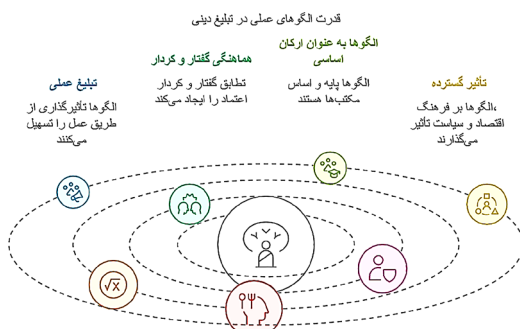 قدرت الگوهای عملی در تبلیغ دینی
الگوها به عنوان ارکان
اساسی
الگوها پایه و اساس
مکتب‌ها هستند
تأثیر گسترده
،الگوها بر فرهنگ
اقتصاد و سیاست تأثیر
می‌گذارند
هماهنگی گفتار و کردار
تطابق گفتار و کردار
اعتماد را ایجاد می‌کند
تبلیغ عملی
الگوها تأثیرگذاری از
طریق عمل را تسهیل
می‌کنند
√x